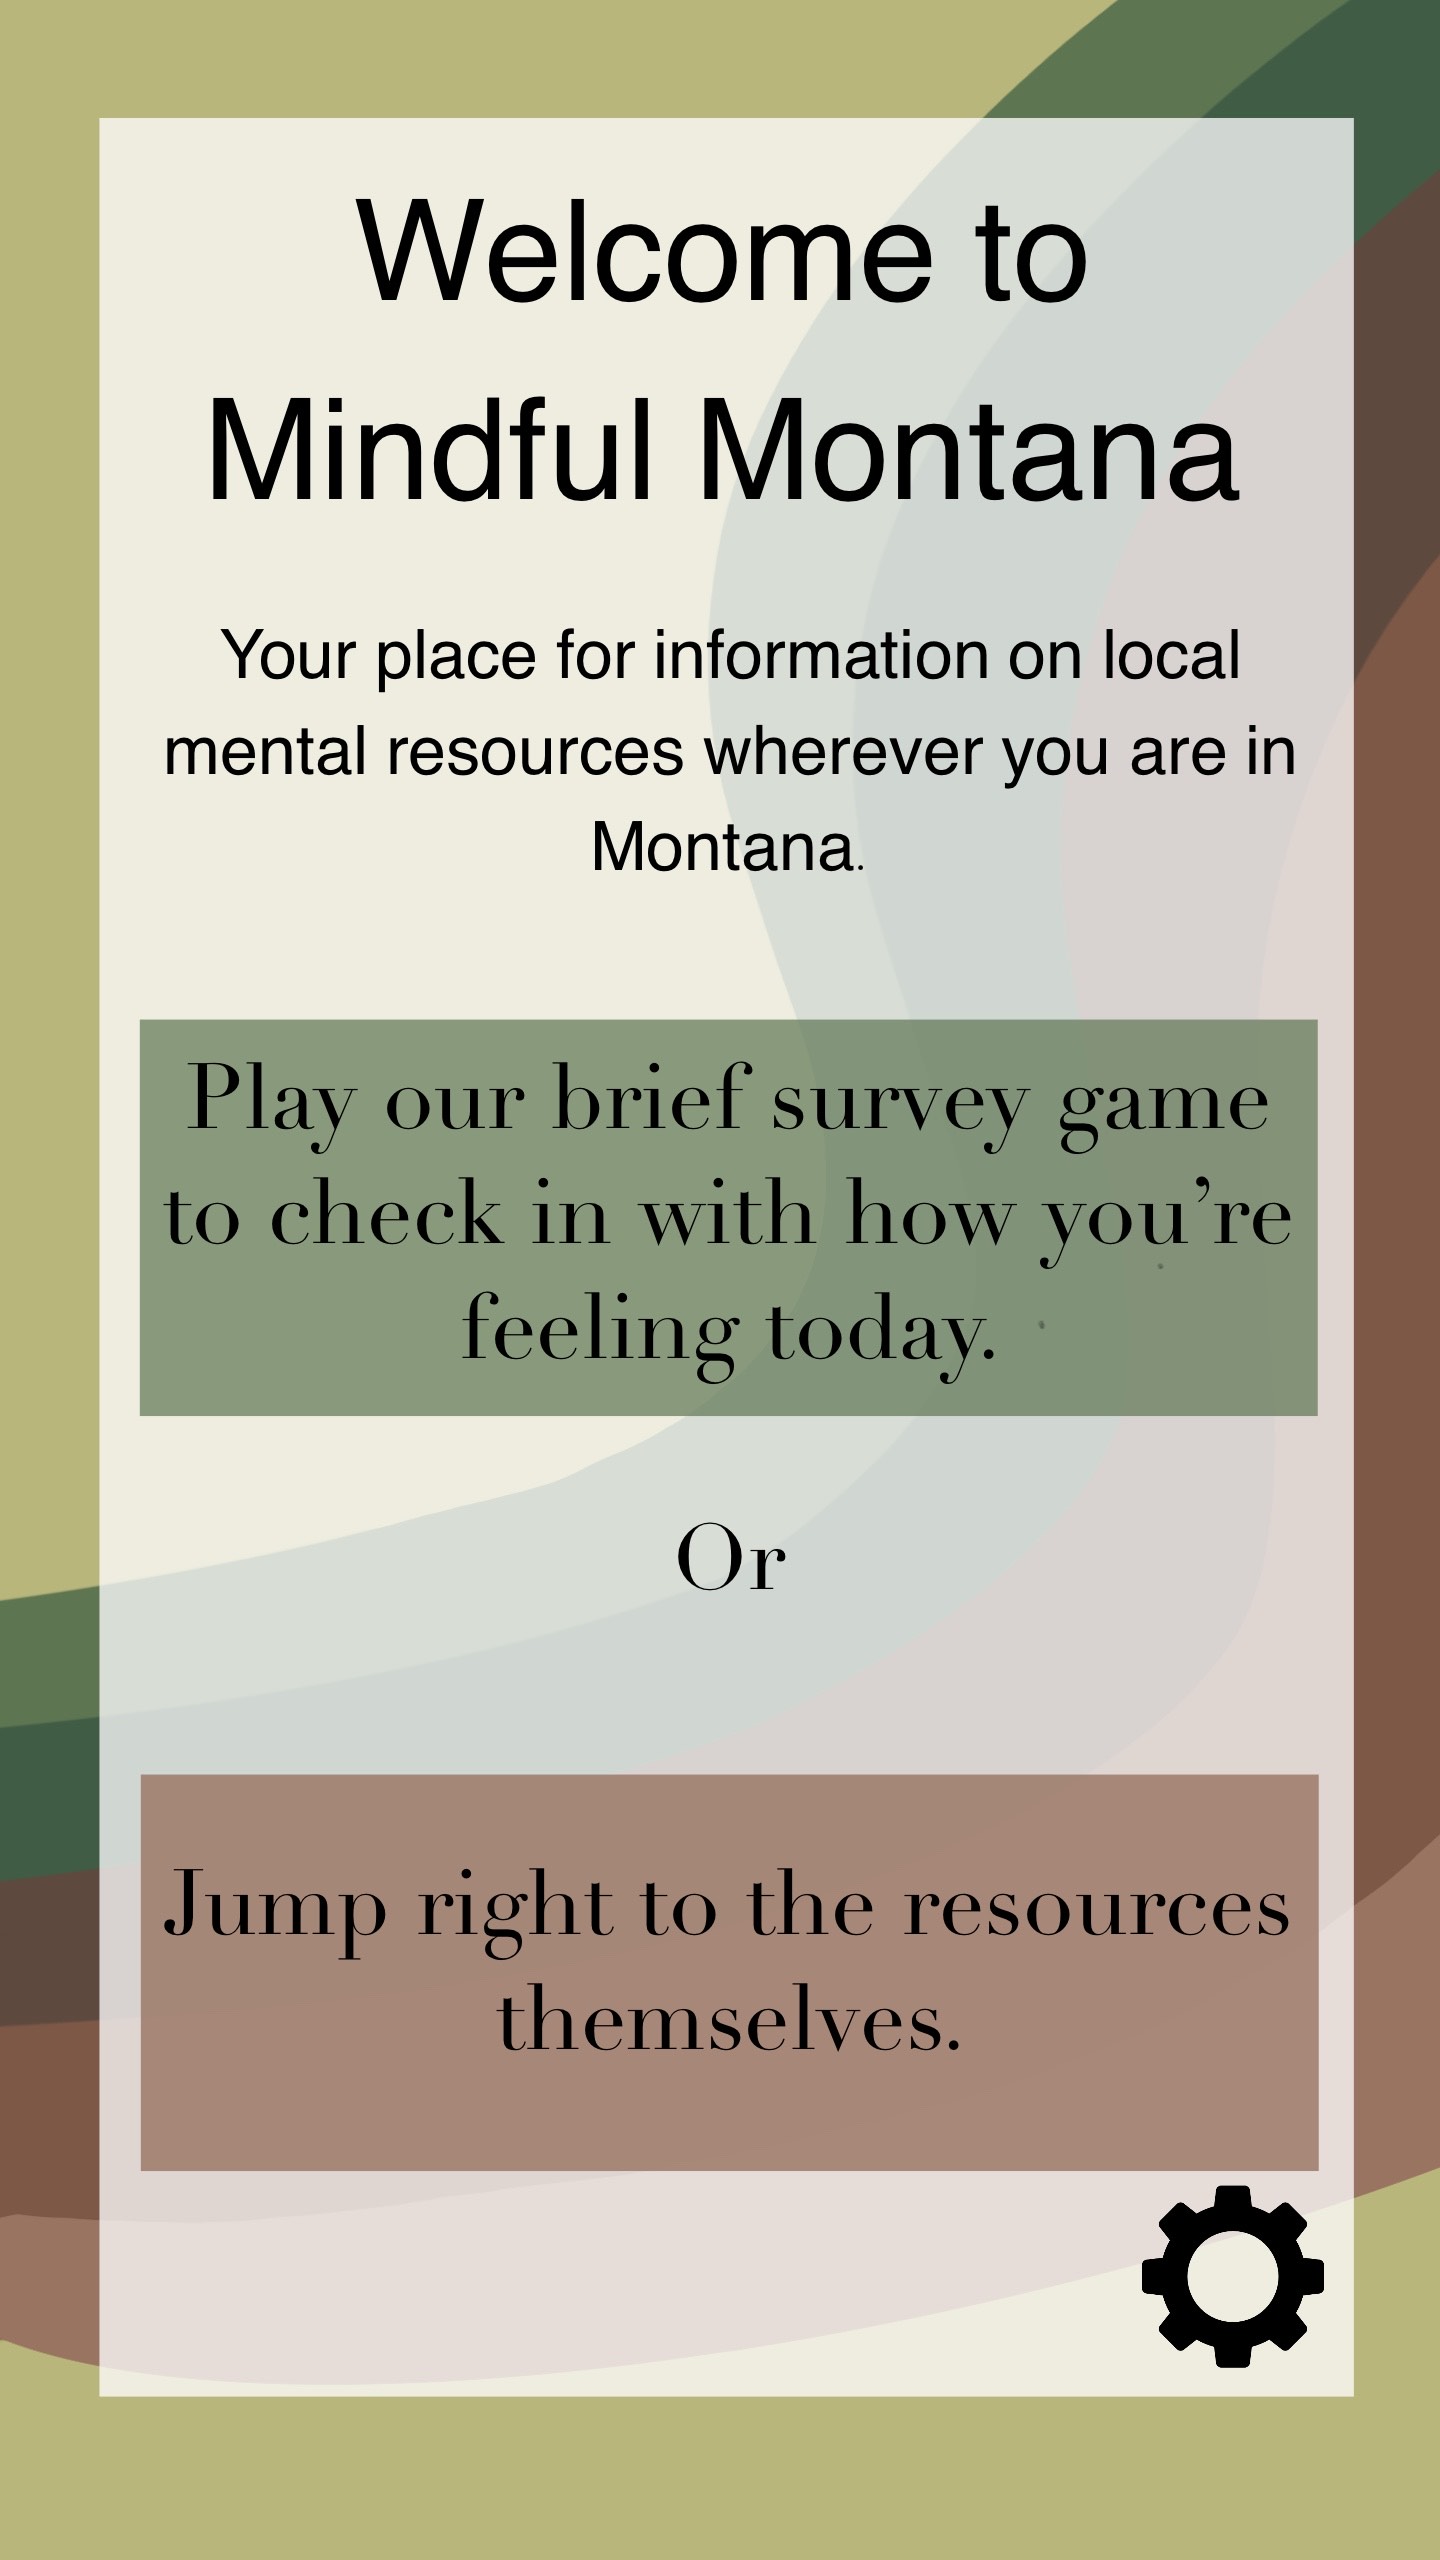 Welcome to
Mindful Montana
Your place for information on local
mental resources wherever you are in
Montana.
Play our brief survey game
to check in with how you’re
feeling today.
Or
Jump right to the resources
themselves.